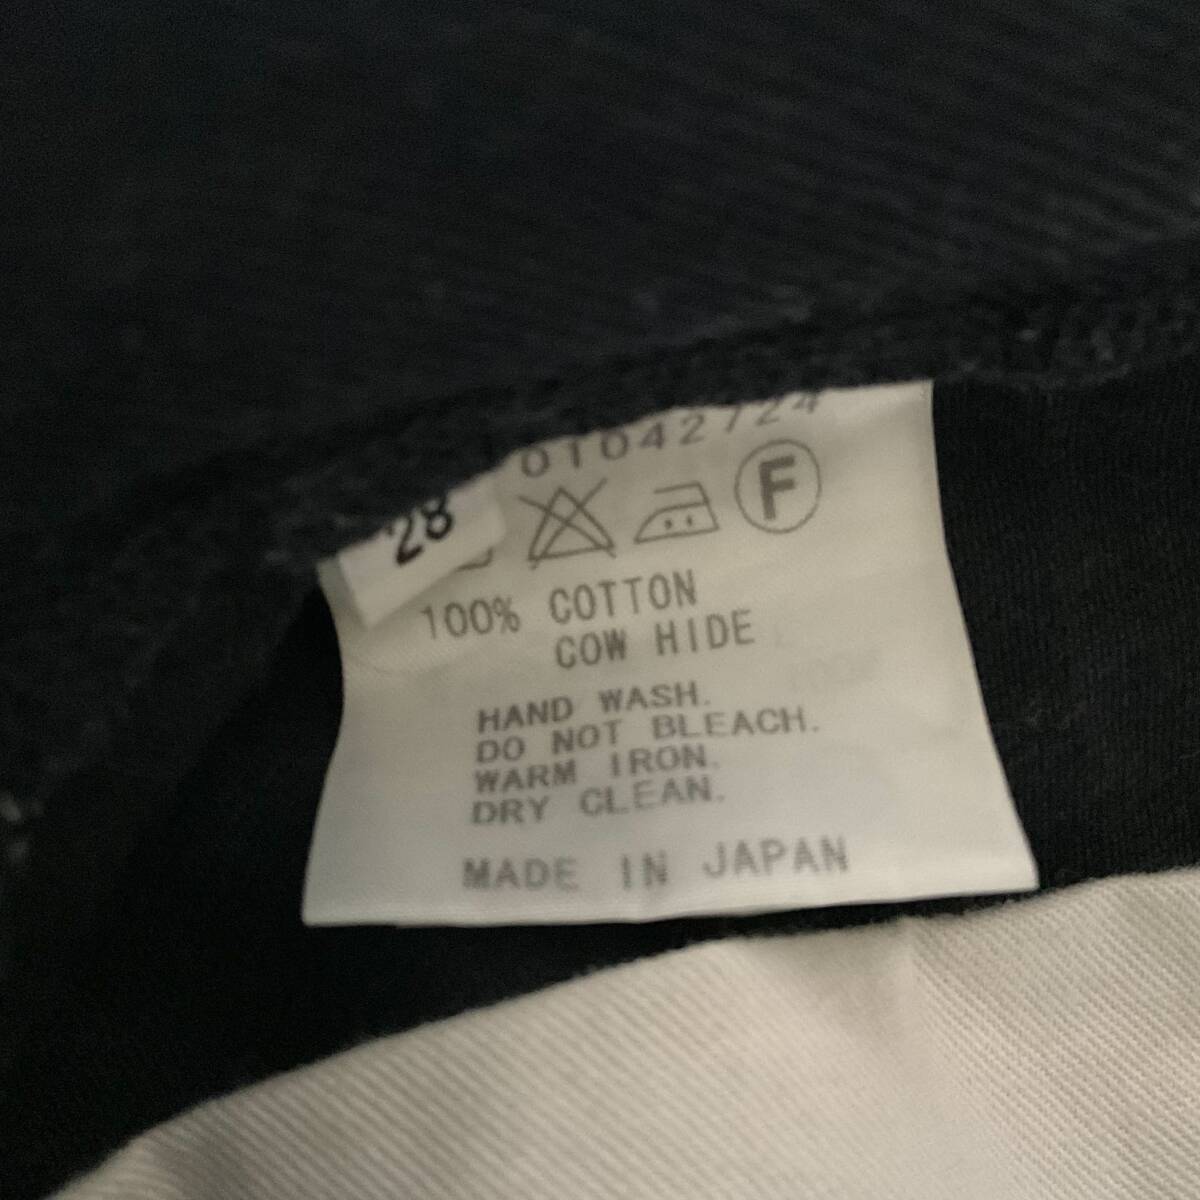 01042724
28
F
100% COTTON
COW HIDE
HAND WASH.
DO NOT BLEACH.
WARM IRON.
DRY CLEAN.
MADE IN JAPAN